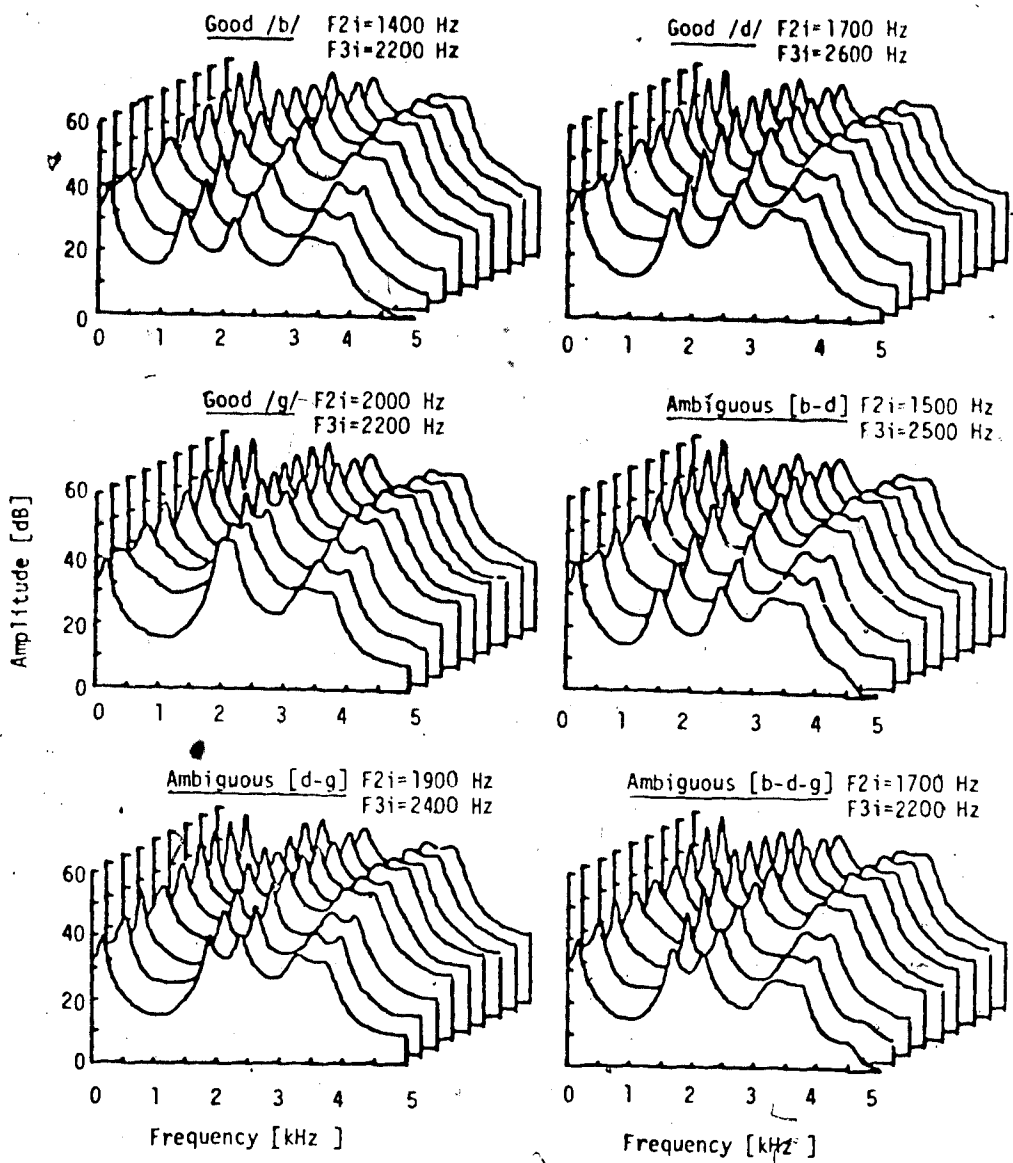 Good /b/ F2i=1400 Hz
F3i=2200 Hz
Good /d/ F2i=1700 Hz
F3i=2600 Hz
60
40
20
0
0 1 2 3 4 5
0 1 2 3 4 5
Good /g/ F2i=2000 Hz
F3i=2200 Hz
Ambiguous [b-d] F2i=1500 Hz
F3i=2500 Hz
Amplitude [dB]
60
40
20
0
0 1 2 3 4 5
0 1 2 3 4 5
Ambiguous [d-g] F2i=1900 Hz
F3i=2400 Hz
Ambiguous [b-d-g] F2i=1700 Hz
F3i=2200 Hz
60
40
20
0
0 1 2 3 4 5
0 1 2 3 4 5
Frequency [kHz ]
Frequency [kHz ]